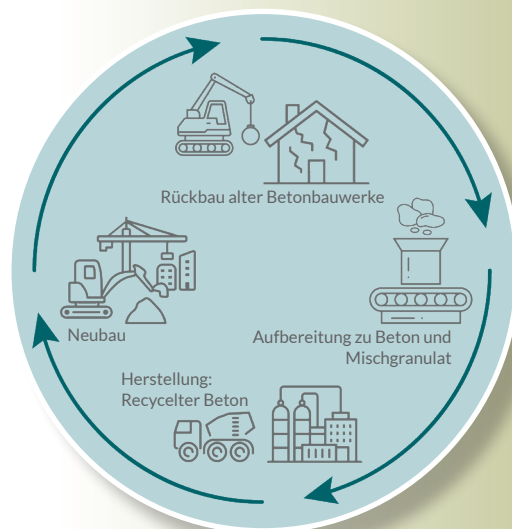 Rückbau alter Betonbauwerke
Aufbereitung zu Beton und
Mischgranulat
Herstellung:
Recycelter Beton
Neubau